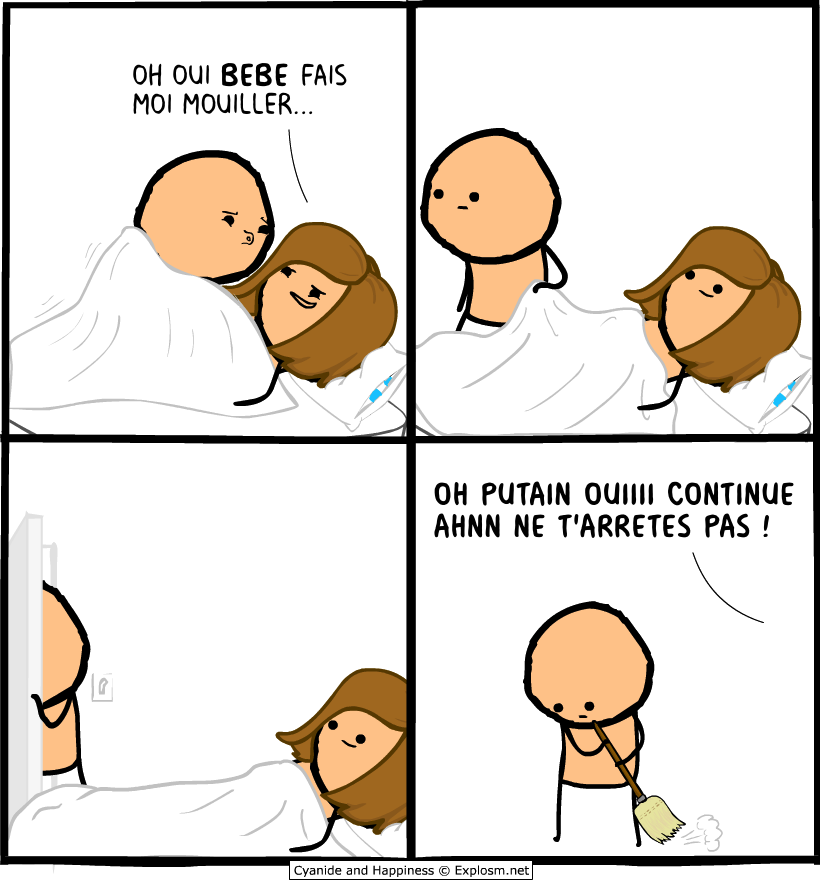 OH OUI BEBE FAIS
MOI MOUILLER...
OH PUTAIN OUIIII CONTINUE
AHNN NE T'ARRETES PAS !
Cyanide and Happiness © Explosm.net